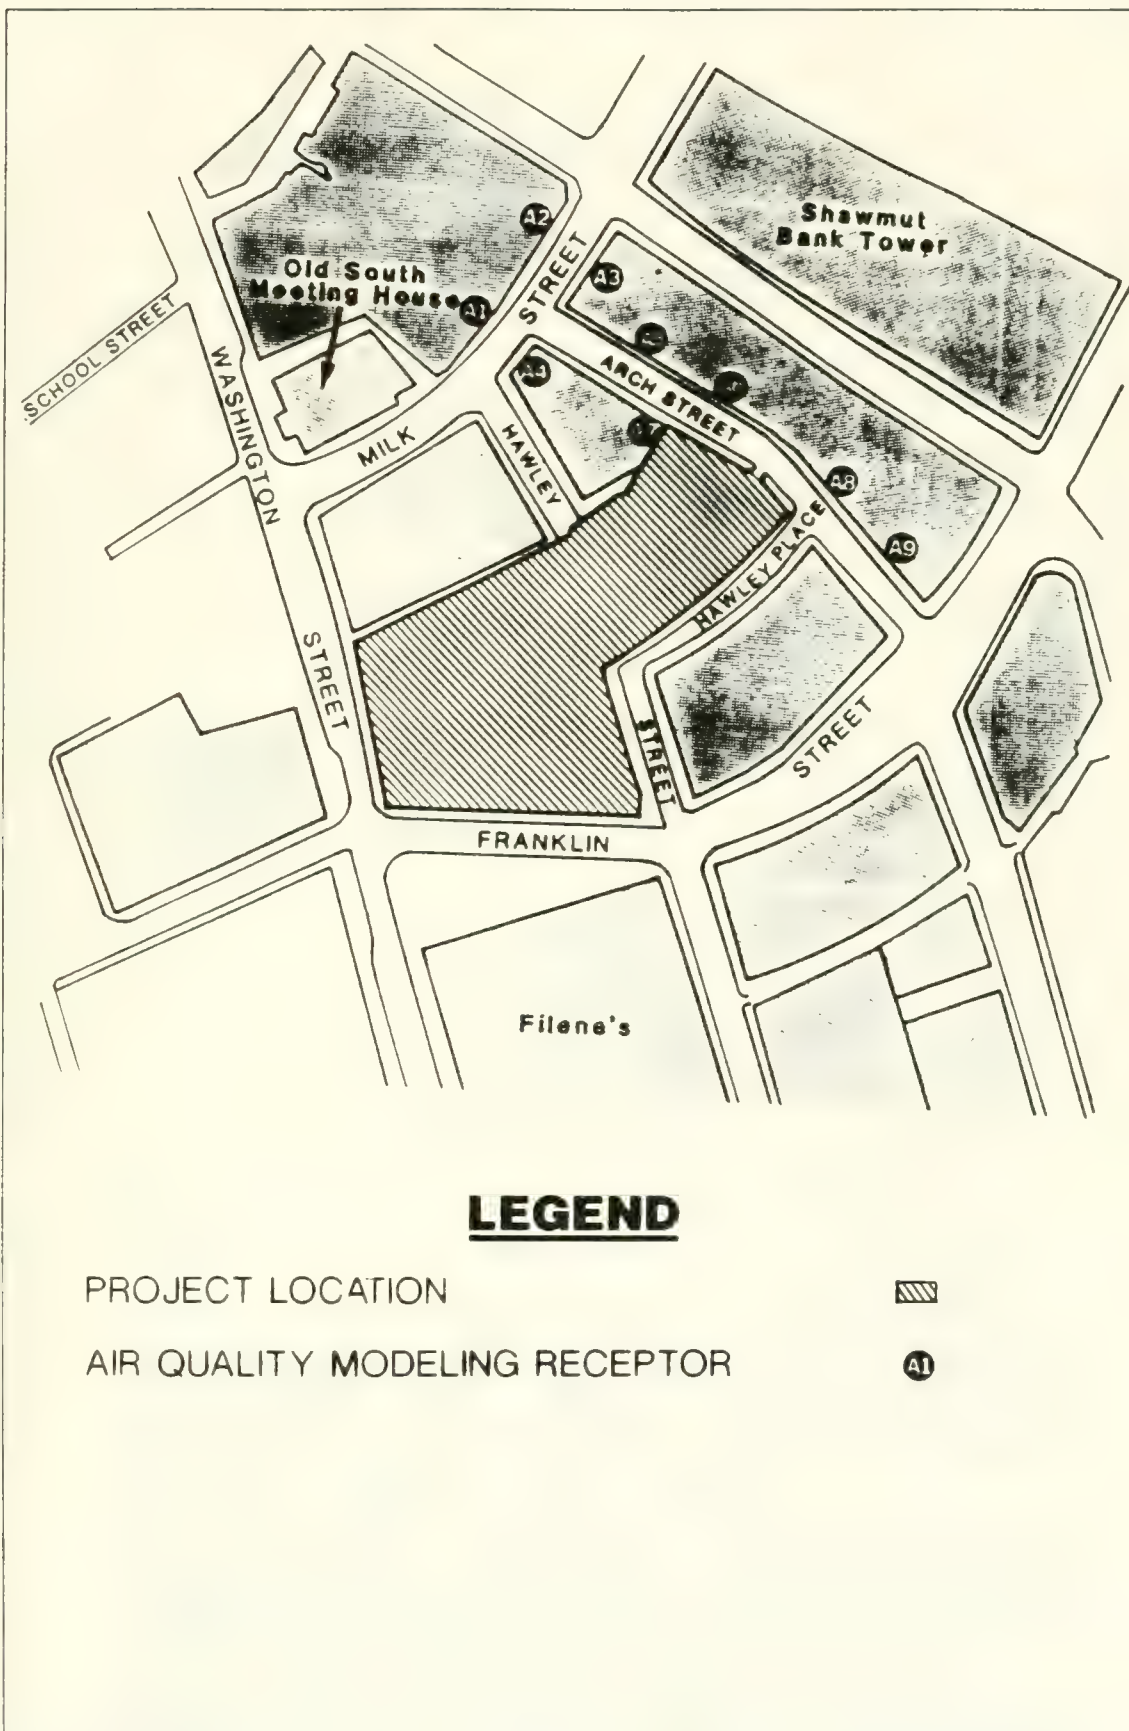 Shawmut
Bank Tower
A2
Old South
Meeting House
A1
A3
STREET
SCHOOL STREET
WASHINGTON
STREET
MILK
HAWLEY
ARCH STREET
A7
A8
A9
HAWLEY PLACE
STREET
STREET
FRANKLIN
Filene's
LEGEND
PROJECT LOCATION
AIR QUALITY MODELING RECEPTOR
A1